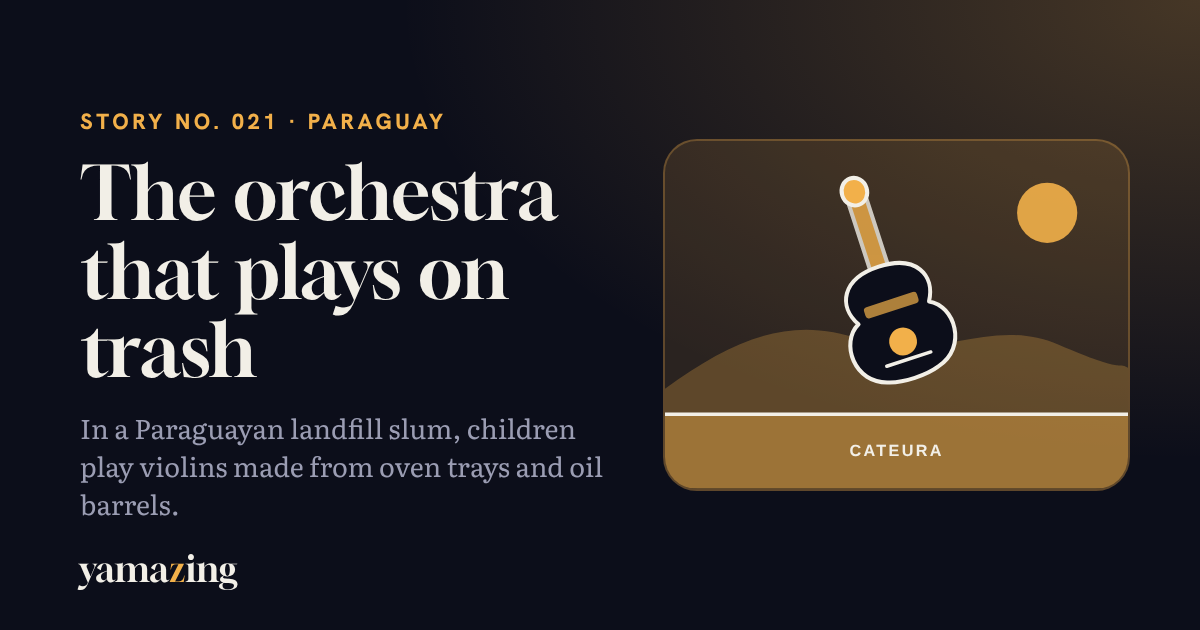 STORY NO. 021 · PARAGUAY
The orchestra
that plays on
trash
In a Paraguayan landfill slum, children
play violins made from oven trays and oil
barrels.
yamazing
CATEURA